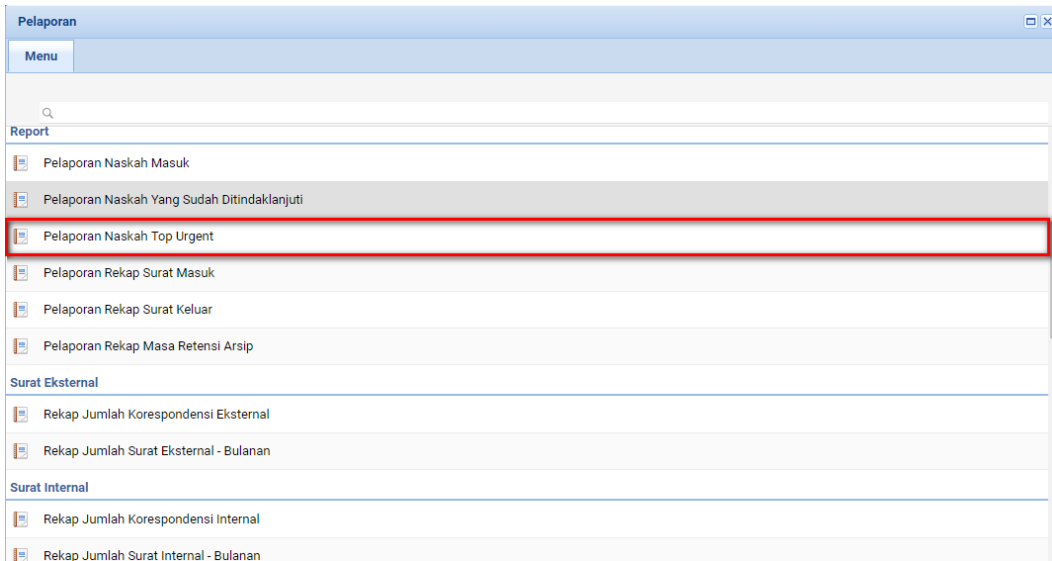 Pelaporan
Menu
Report
Pelaporan Naskah Masuk
Pelaporan Naskah Yang Sudah Ditindaklanjuti
Pelaporan Naskah Top Urgent
Pelaporan Rekap Surat Masuk
Pelaporan Rekap Surat Keluar
Pelaporan Rekap Masa Retensi Arsip
Surat Eksternal
Rekap Jumlah Korespondensi Eksternal
Rekap Jumlah Surat Eksternal - Bulanan
Surat Internal
Rekap Jumlah Korespondensi Internal
Rekap Jumlah Surat Internal - Bulanan